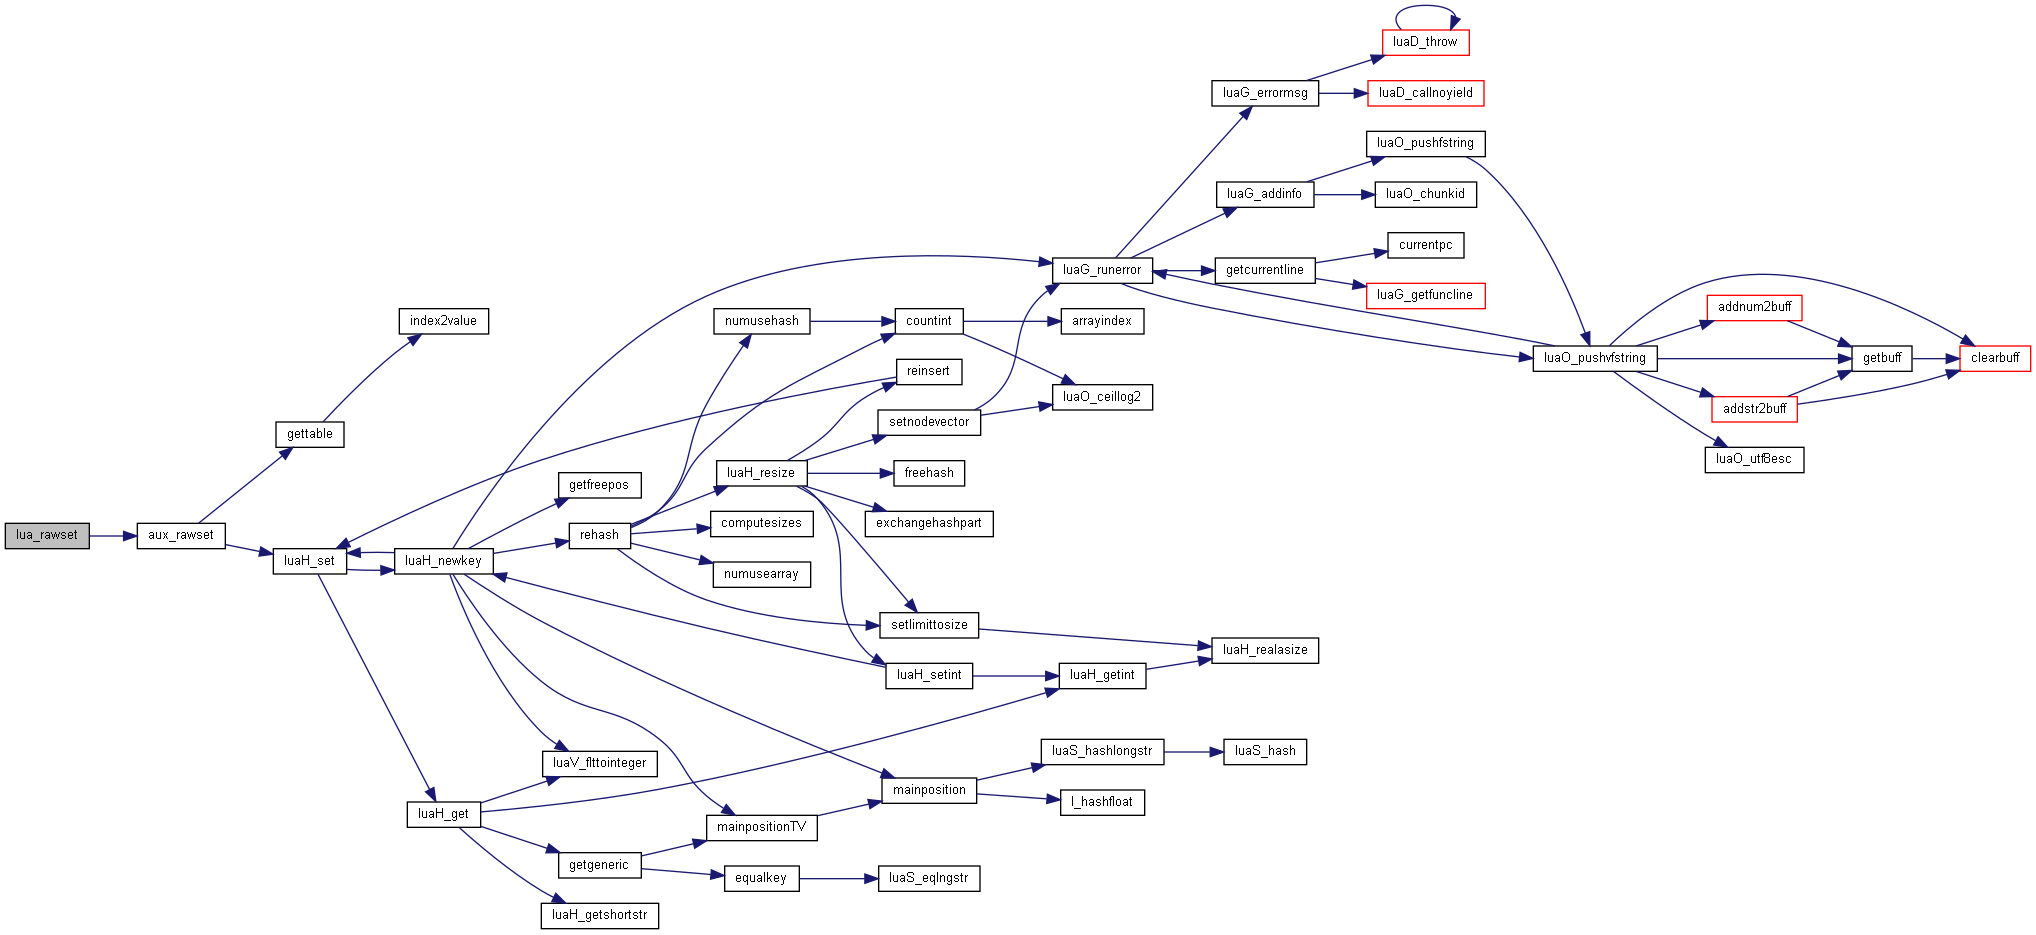 luaD_throw
luaG_errormsg
luaD_callnoyield
luaO_pushfstring
luaG_addinfo
luaO_chunkid
currentpc
luaG_runerror
getcurrentline
luaG_getfuncline
addnum2buff
index2value
numusehash
countint
arrayindex
luaO_pushvfstring
getbuff
clearbuff
reinsert
luaO_ceillog2
addstr2buff
setnodevector
gettable
luaO_utf8esc
luaH_resize
freehash
getfreepos
computesizes
exchangehashpart
lua_rawset
aux_rawset
rehash
luaH_set
luaH_newkey
numusearray
setlimittosize
luaH_realasize
luaH_setint
luaH_getint
luaS_hashlongstr
luaS_hash
luaV_flttointeger
mainposition
l_hashfloat
luaH_get
mainpositionTV
getgeneric
equalkey
luaS_eqlngstr
luaH_getshortstr